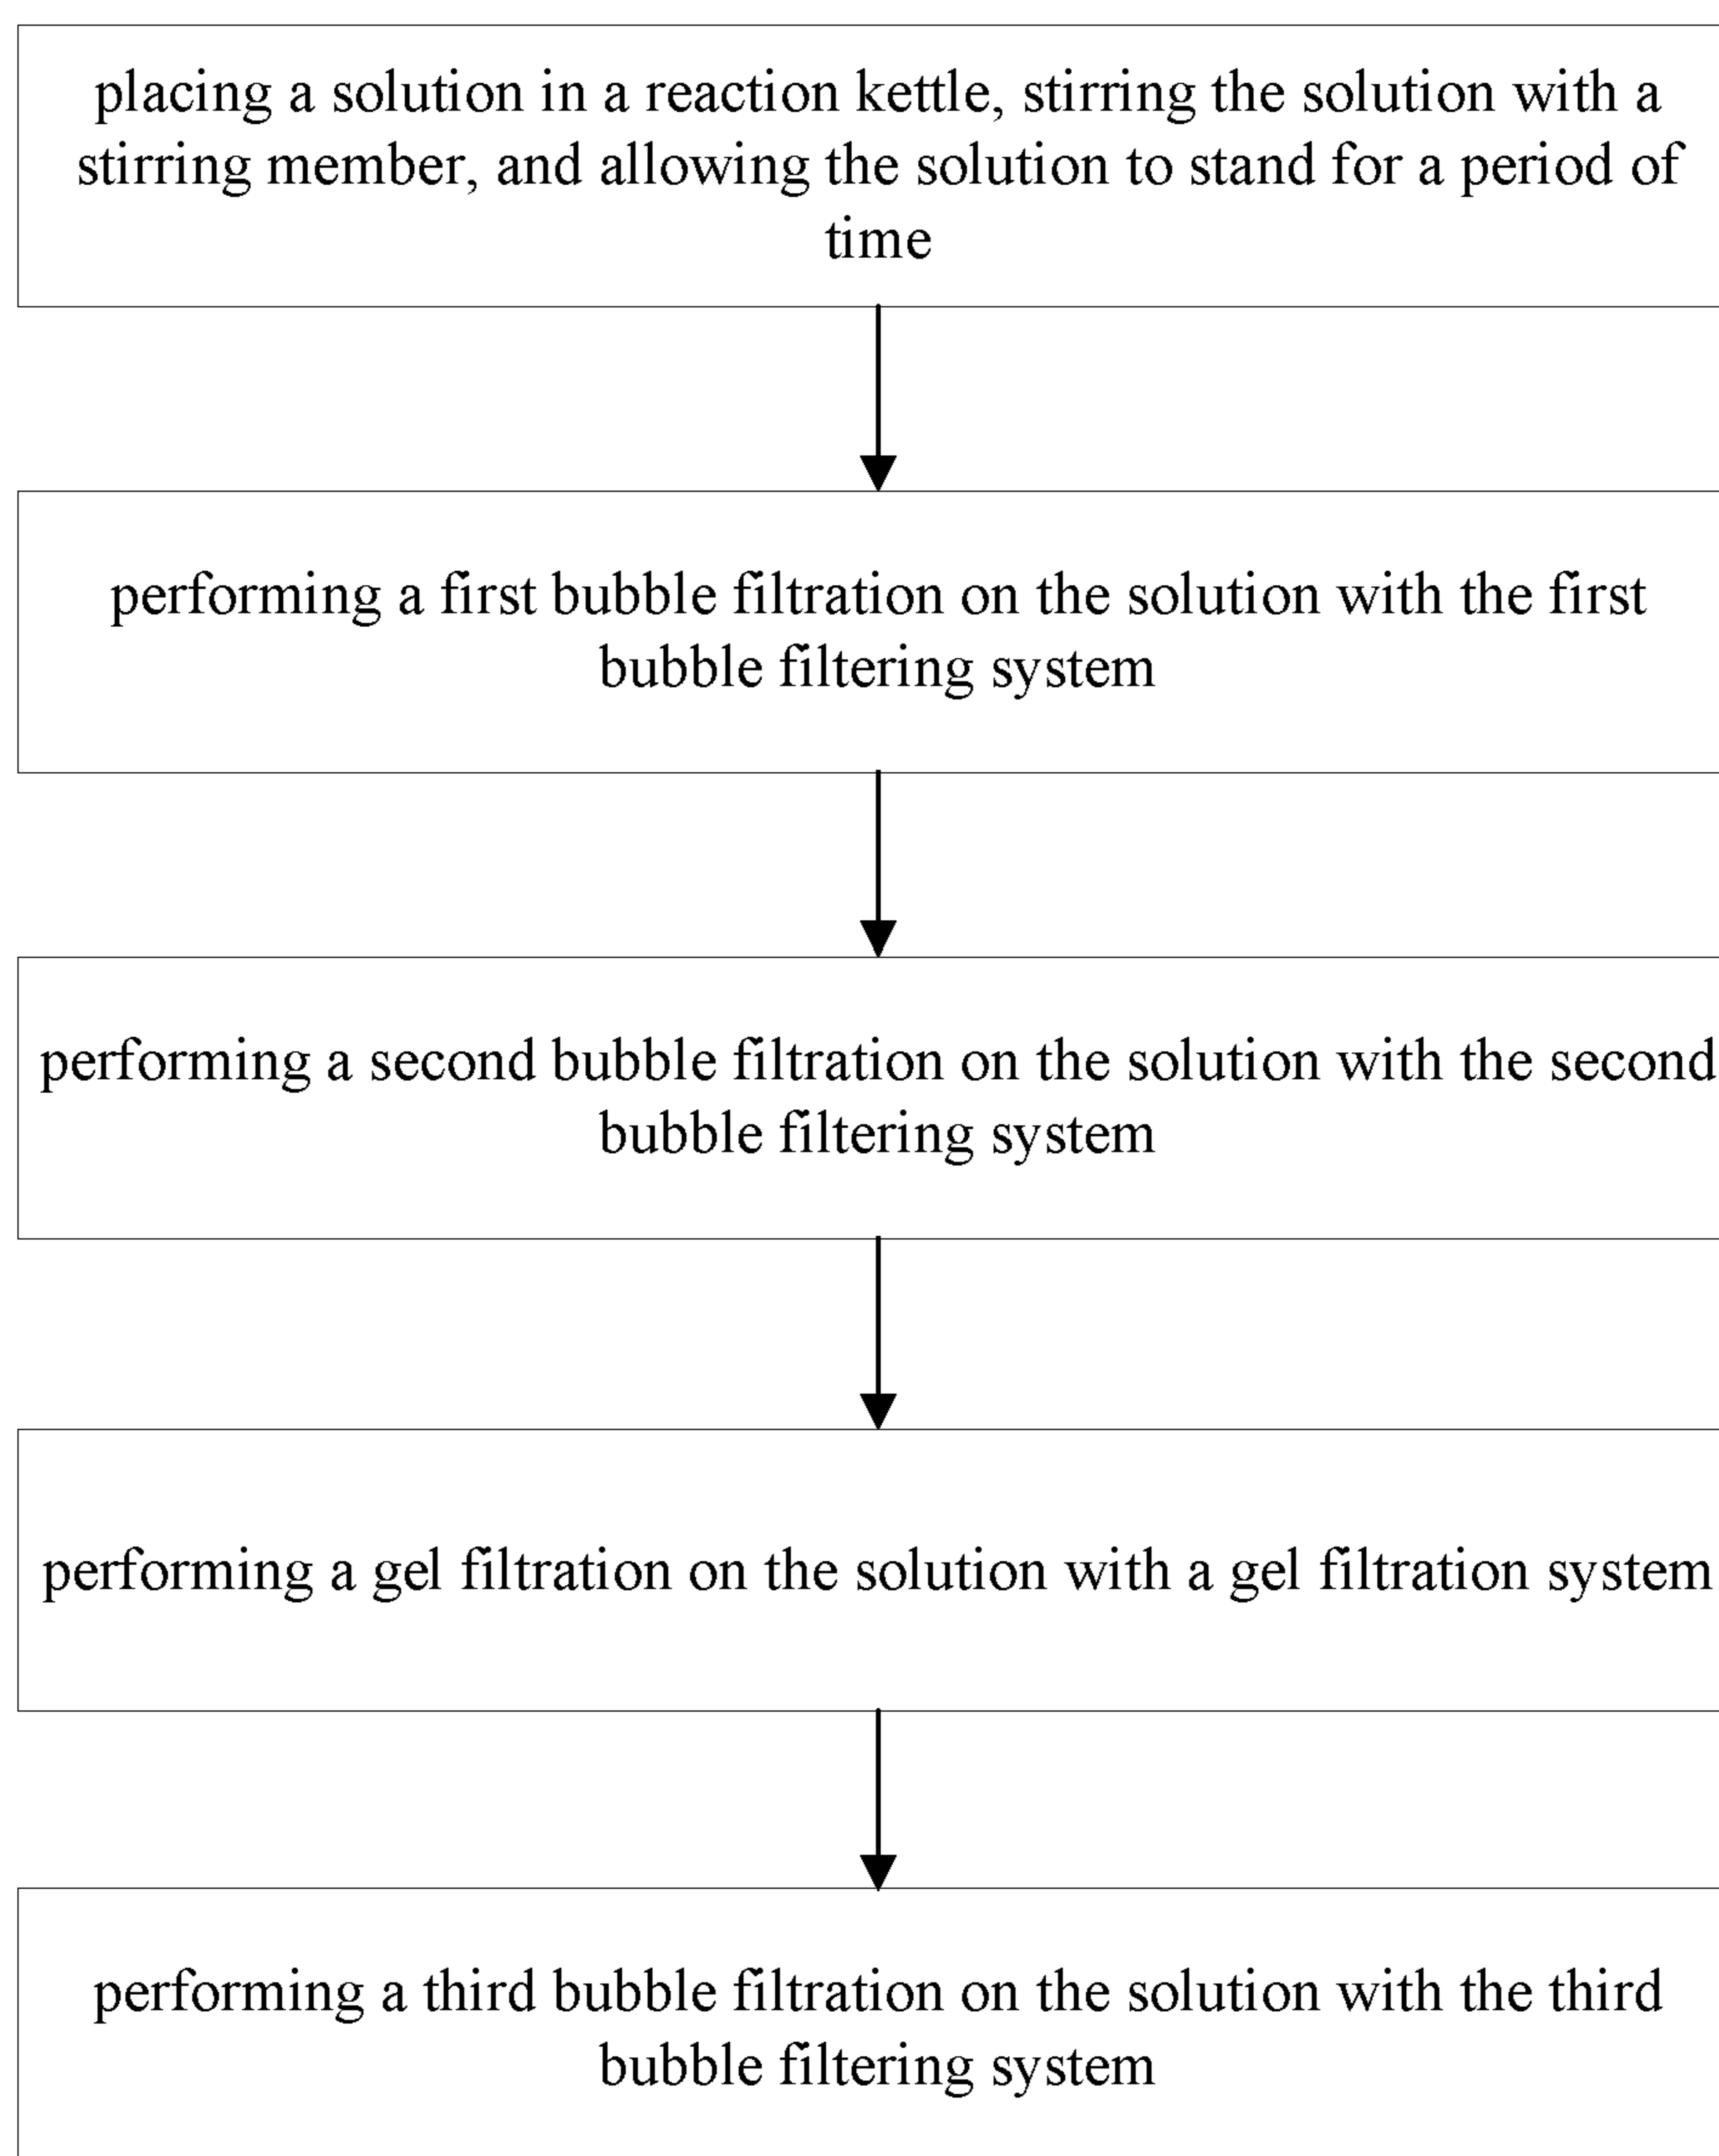 placing a solution in a reaction kettle, stirring the solution with a
stirring member, and allowing the solution to stand for a period of
time
performing a first bubble filtration on the solution with the first
bubble filtering system
performing a second bubble filtration on the solution with the second
bubble filtering system
performing a gel filtration on the solution with a gel filtration system
performing a third bubble filtration on the solution with the third
bubble filtering system